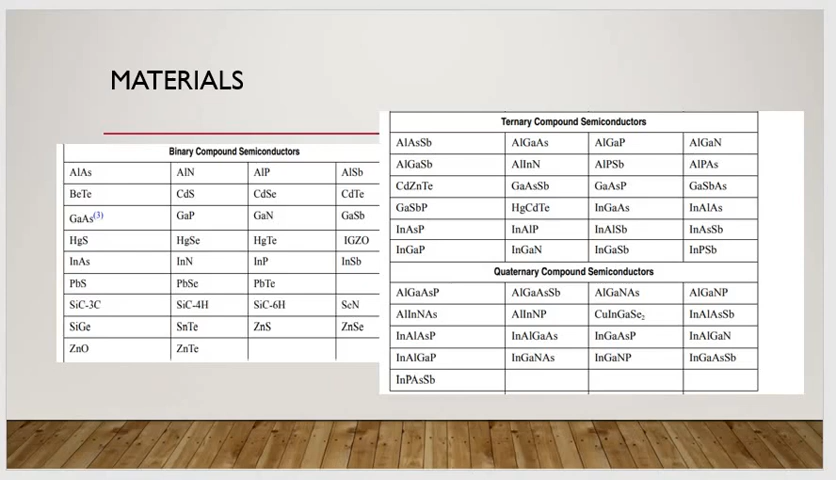 MATERIALS
Binary Compound Semiconductors
AlAs AlN AlP AlSb
BeTe CdS CdSe CdTe
GaAs(3) GaP GaN GaSb
HgS HgSe HgTe IGZO
InAs InN InP InSb
PbS PbSe PbTe
SiC-3C SiC-4H SiC-6H ScN
SiGe SnTe ZnS ZnSe
ZnO ZnTe
Ternary Compound Semiconductors
AlAsSb AlGaAs AlGaP AlGaN
AlGaSb AlInN AlPSb AlPAs
CdZnTe GaAsSb GaAsP GaSbAs
GaSbP HgCdTe InGaAs InAlAs
InAsP InAlP InAlSb InAsSb
InGaP InGaN InGaSb InPSb
Quaternary Compound Semiconductors
AlGaAsP AlGaAsSb AlGaNAs AlGaNP
AlInNAs AlInNP CuInGaSe₂ InAlAsSb
InAlAsP InAlGaAs InGaAsP InAlGaN
InAlGaP InGaNAs InGaNP InGaAsSb
InPAsSb